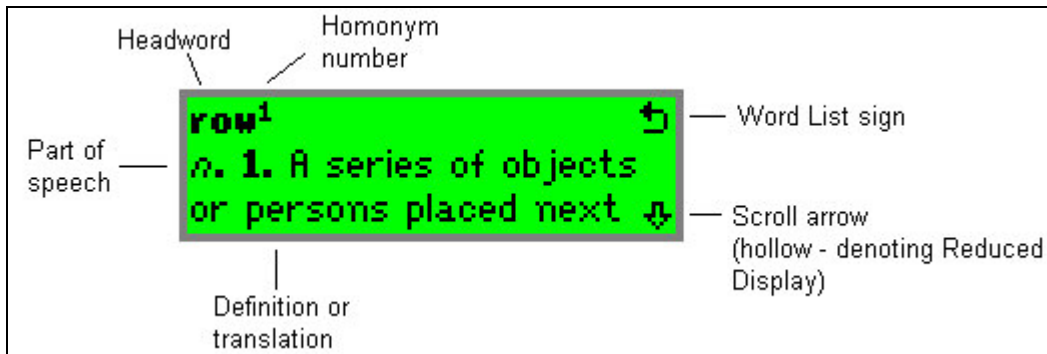 Headword
Homonym
number
row¹
Word List sign
Part of
speech
n. 1. A series of objects
or persons placed next
Scroll arrow
(hollow - denoting Reduced
Display)
Definition or
translation